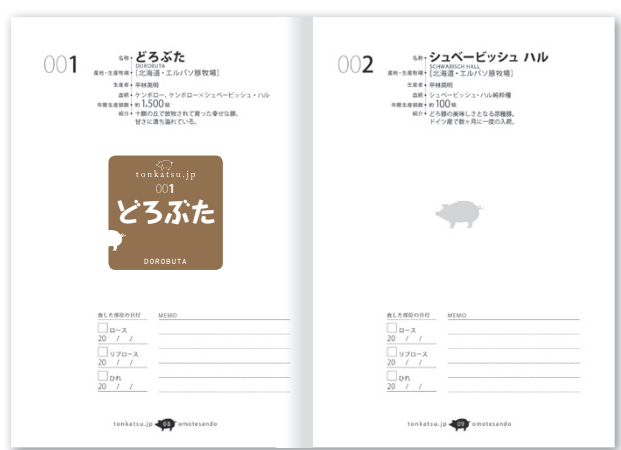 001
名称・どろぶた
DOROBUTA
産地・生産牧場・[北海道・エルパソ豚牧場]
生産者・平林英明
血統・ケンボロー、ケンボロー×シュベービッシュ・ハル
年間生産頭数・約1,500頭
紹介・十勝の丘で放牧されて育った幸せな豚。
甘さに満ち溢れている。
tonkatsu.jp
001
どろぶた
DOROBUTA
食した部位の日付 MEMO
ロース
20 / /
リブロース
20 / /
ひれ
20 / /
tonkatsu.jp 08 omotesando
002
名称・シュベービッシュ ハル
SCHWABISCH HALL
産地・生産牧場・[北海道・エルパソ豚牧場]
生産者・平林英明
血統・シュベービッシュ・ハル純粋種
年間生産頭数・約100頭
紹介・どろ豚の美味しさとなる原種豚。
ドイツ産で数ヶ月に一度の入荷。
食した部位の日付 MEMO
ロース
20 / /
リブロース
20 / /
ひれ
20 / /
tonkatsu.jp 09 omotesando